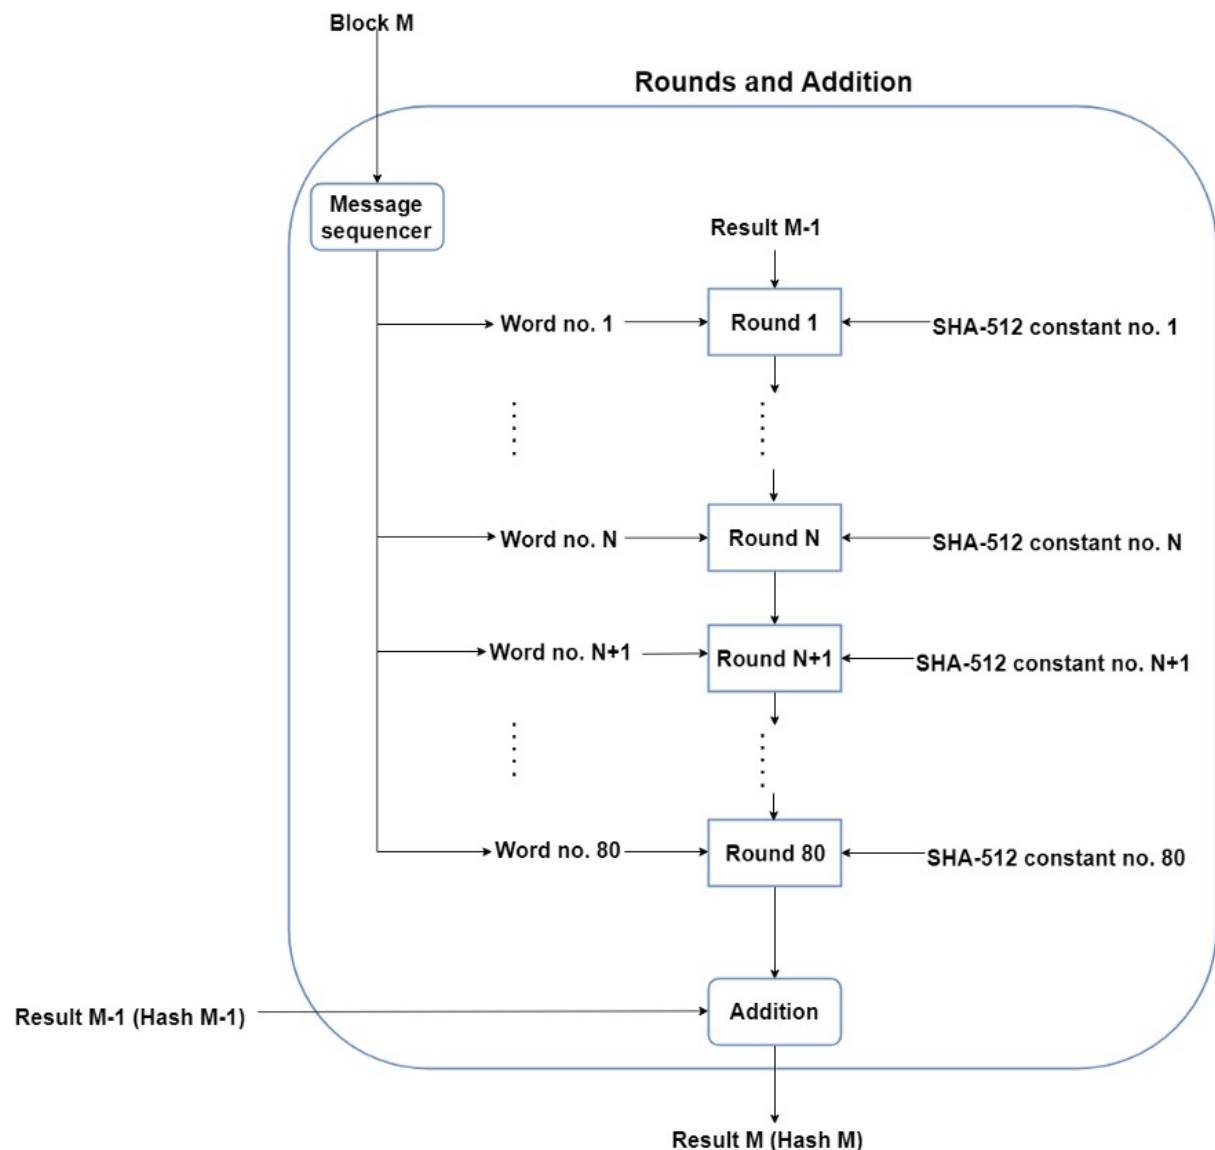 Block M
Rounds and Addition
Message
sequencer
Result M-1
Word no. 1
Round 1
SHA-512 constant no. 1
Word no. N
Round N
SHA-512 constant no. N
Word no. N+1
Round N+1
SHA-512 constant no. N+1
Word no. 80
Round 80
SHA-512 constant no. 80
Result M-1 (Hash M-1)
Addition
Result M (Hash M)